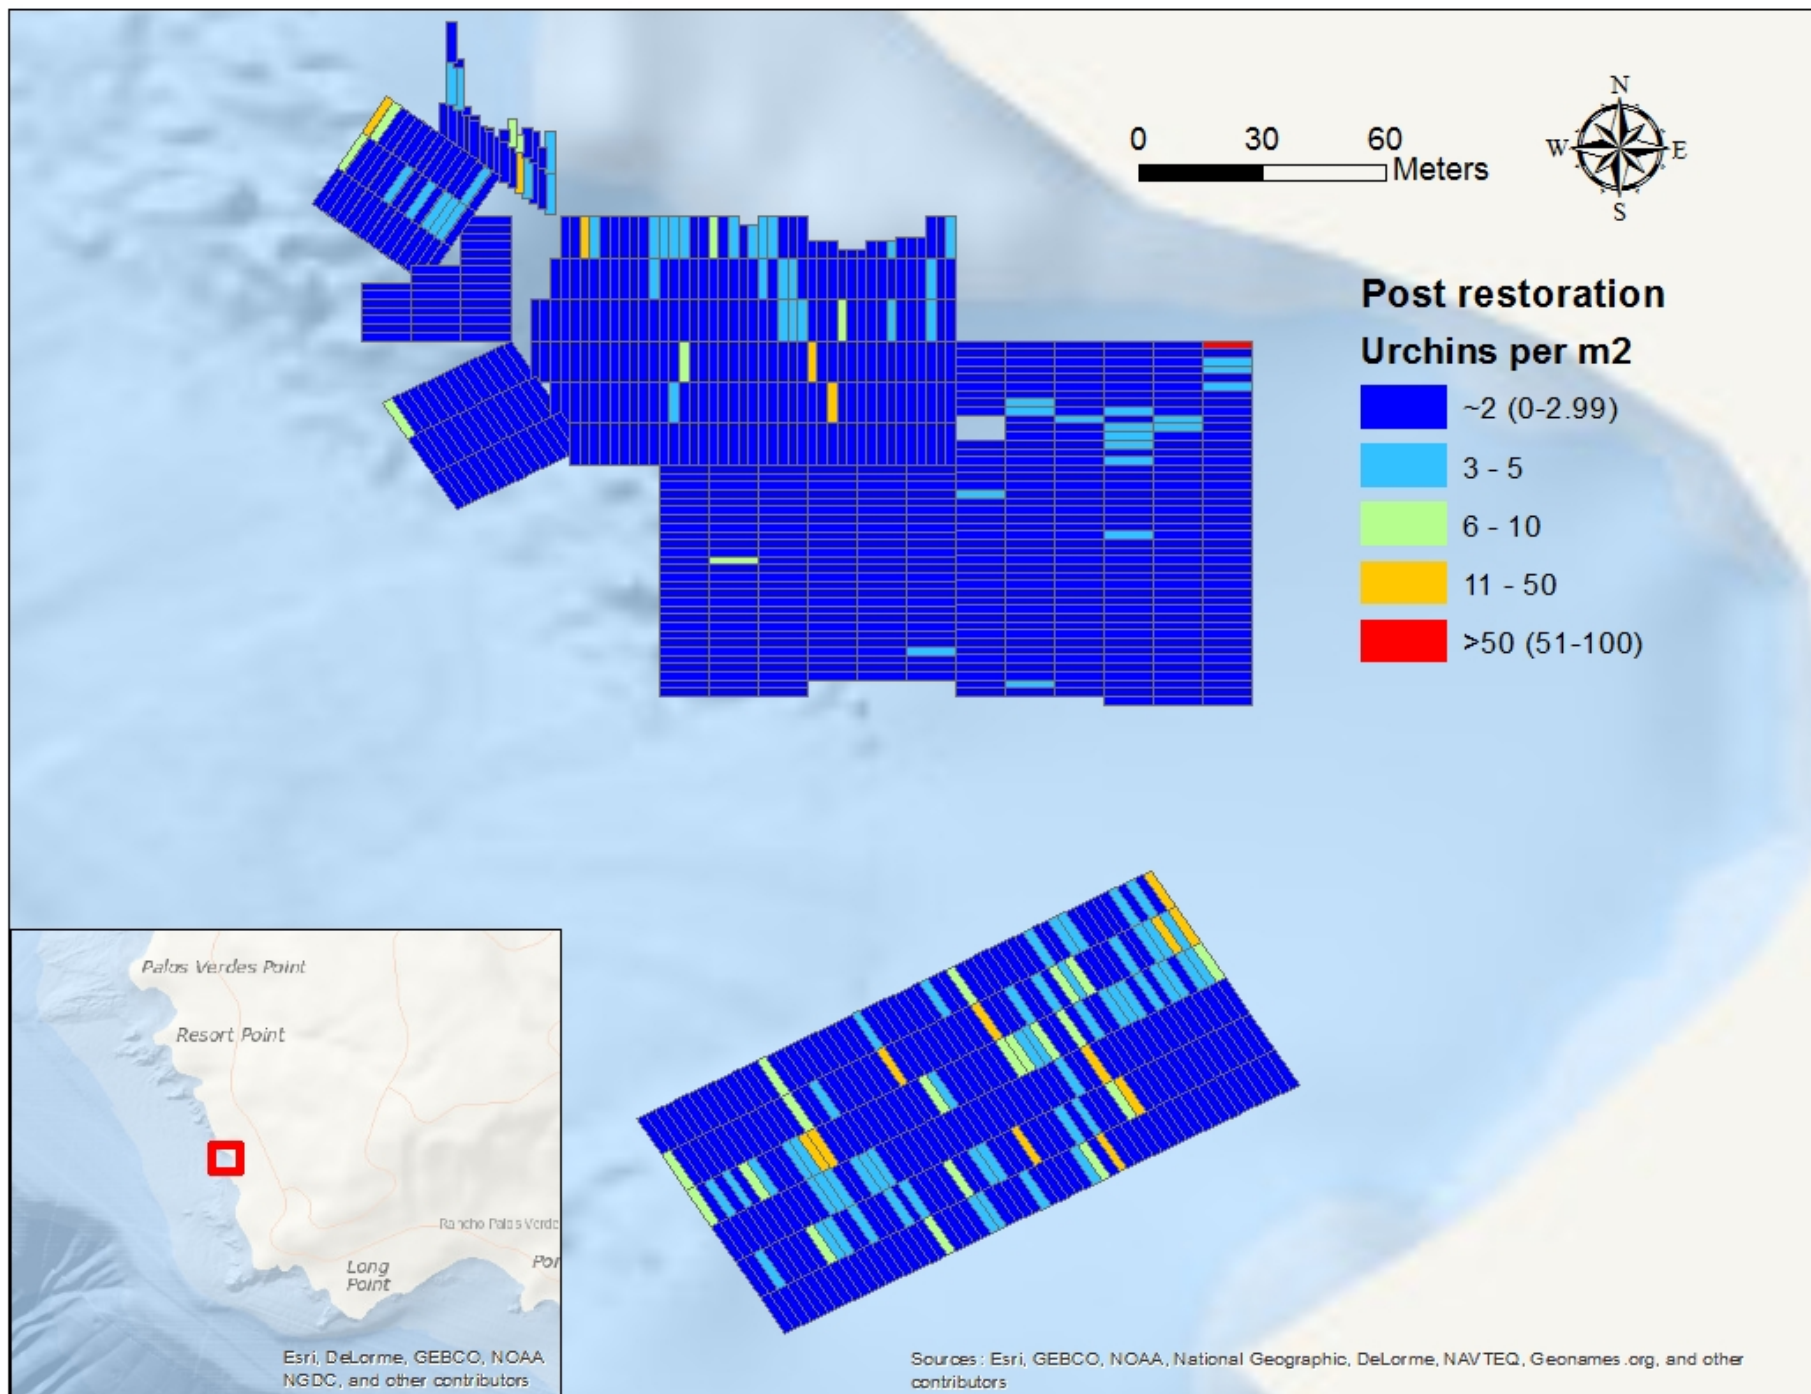 N
W E
S
0 30 60
Meters
Post restoration
Urchins per m2
~2 (0-2.99)
3 - 5
6 - 10
11 - 50
>50 (51-100)
Palos Verdes Point
Resort Point
Rancho Palos Verde
Long
Point
Por
Esri, DeLorme, GEBCO, NOAA
NGDC, and other contributors
Sources: Esri, GEBCO, NOAA, National Geographic, DeLorme, NAVTEQ, Geonames.org, and other
contributors